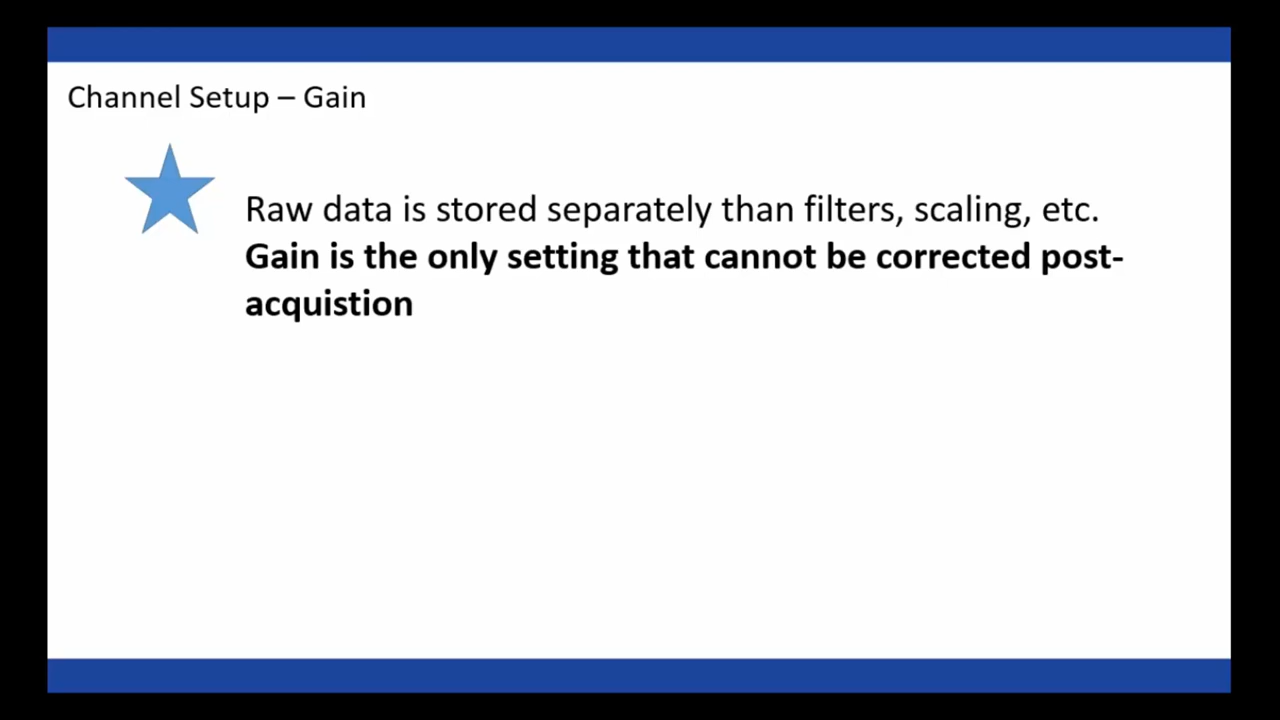 Channel Setup – Gain
Raw data is stored separately than filters, scaling, etc.
Gain is the only setting that cannot be corrected post-
acquistion